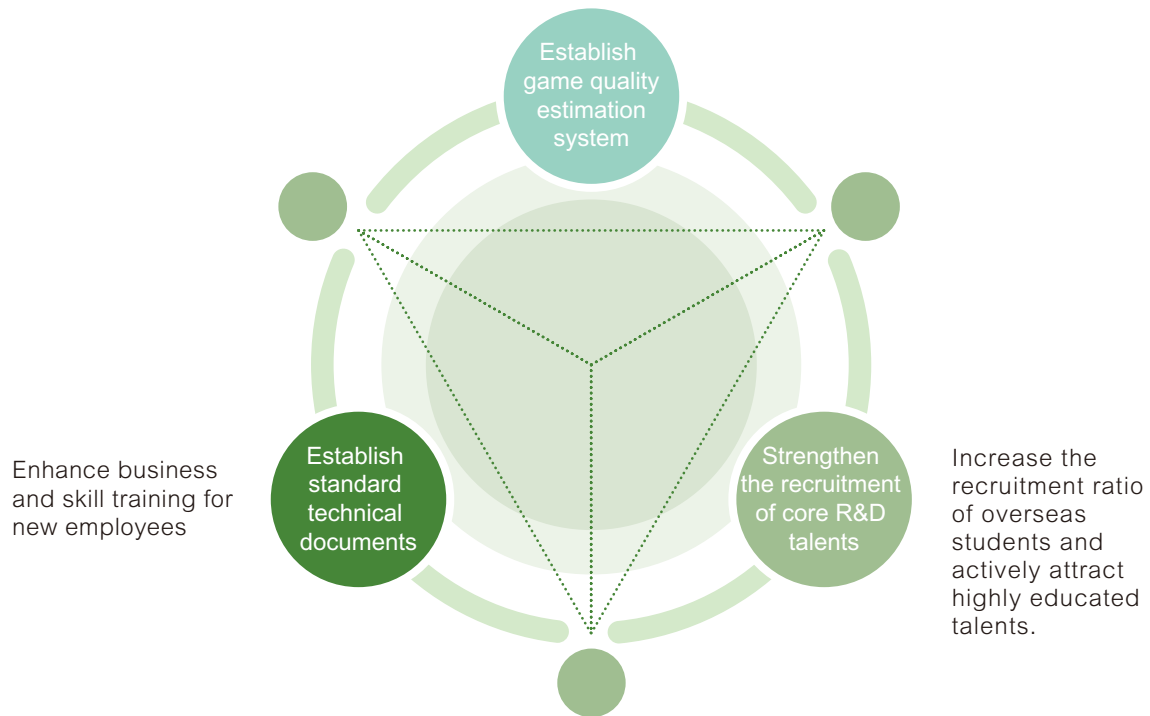 Establish
game quality
estimation
system
Enhance business
and skill training for
new employees
Establish
standard
technical
documents
Strengthen
the recruitment
of core R&D
talents
Increase the
recruitment ratio
of overseas
students and
actively attract
highly educated
talents.